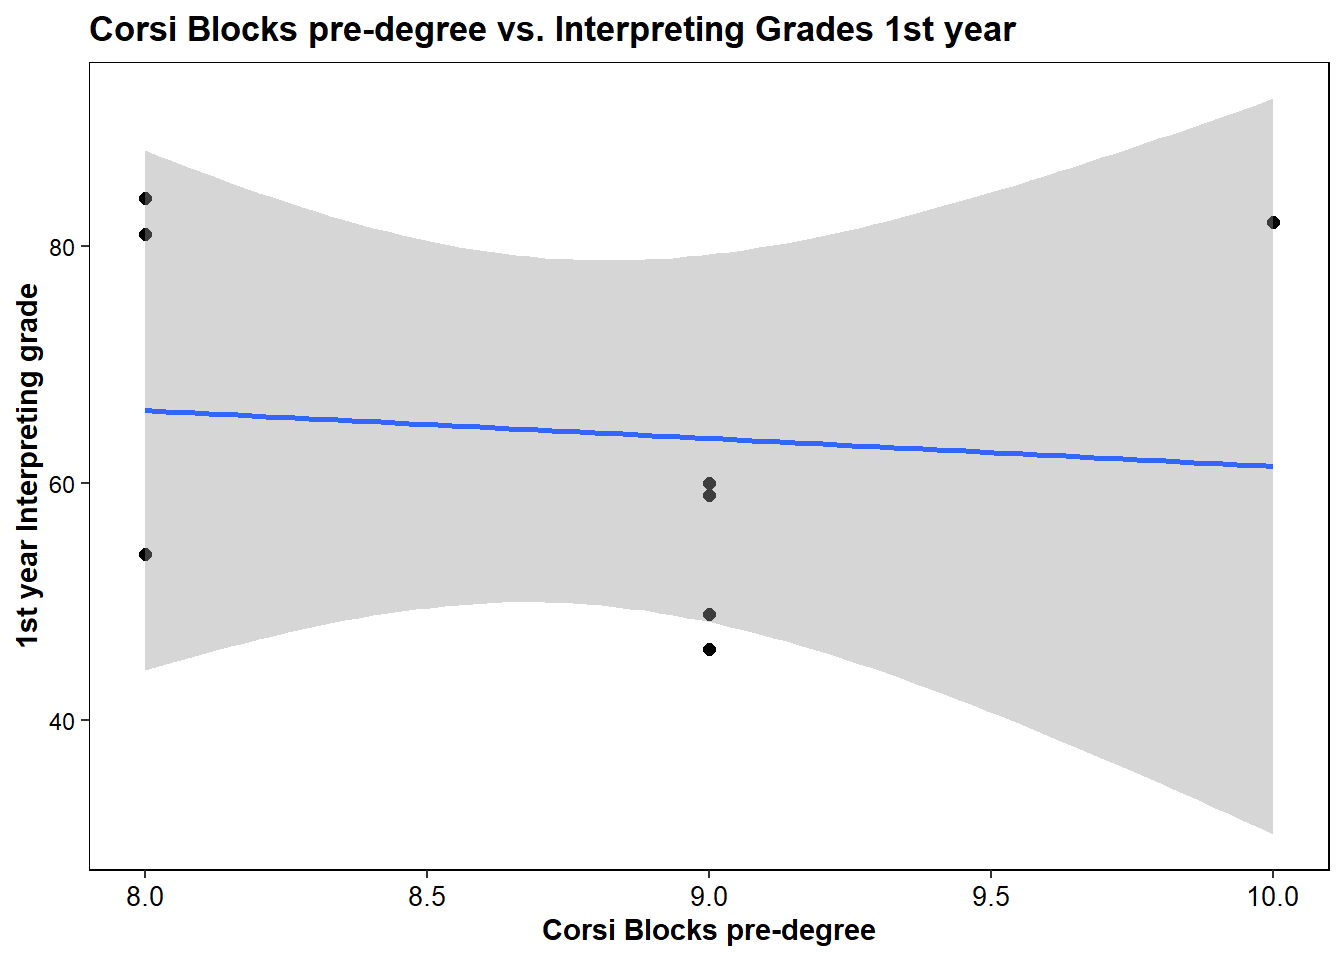 Corsi Blocks pre-degree vs. Interpreting Grades 1st year
1st year Interpreting grade
80
60
40
8.0 8.5 9.0 9.5 10.0
Corsi Blocks pre-degree